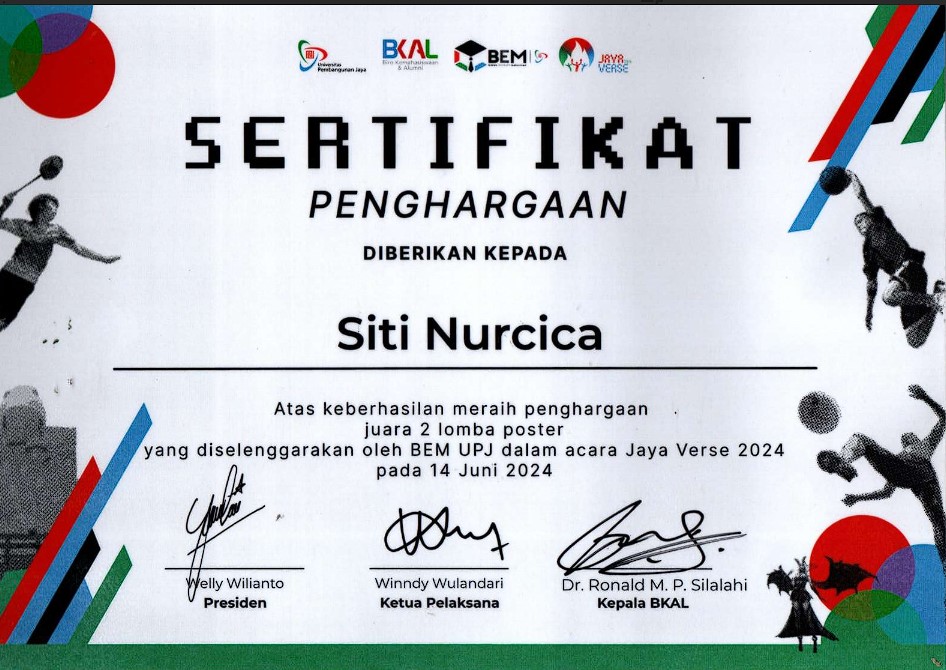 Universitas
Pembangunan Jaya
BKAL
Biro Kemahasiswaan
& Alumni
BEM
JAYA
VERSE
SERTIFIKAT
PENGHARGAAN
DIBERIKAN KEPADA
Siti Nurcica
Atas keberhasilan meraih penghargaan
juara 2 lomba poster
yang diselenggarakan oleh BEM UPJ dalam acara Jaya Verse 2024
pada 14 Juni 2024
Welly Wilianto
Presiden
Winndy Wulandari
Ketua Pelaksana
Dr. Ronald M. P. Silalahi
Kepala BKAL